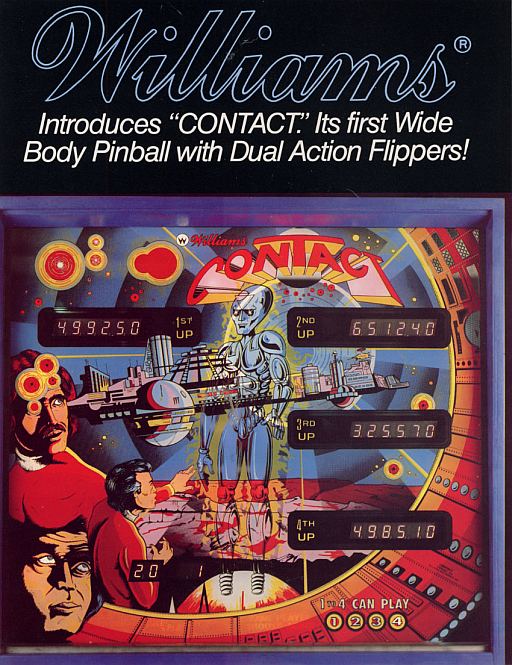 Williams®
Introduces “CONTACT.” Its first Wide
Body Pinball with Dual Action Flippers!
W Williams
CONTACT
499250 1ST UP
2ND UP 651240
3RD UP 325570
4TH UP 498510
20 1
1 TO 4 CAN PLAY
1 2 3 4